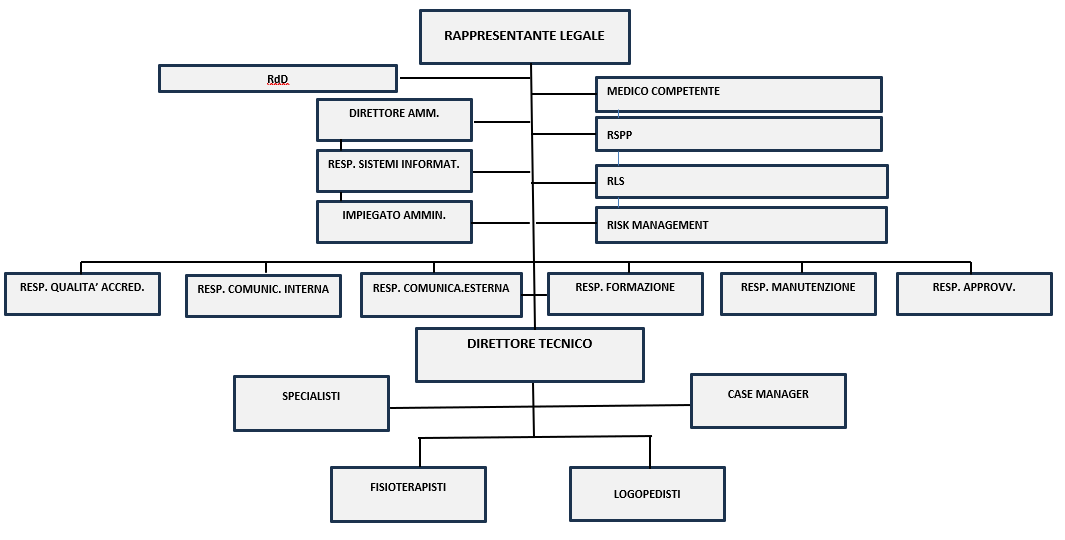 RAPPRESENTANTE LEGALE
RdD
MEDICO COMPETENTE
DIRETTORE AMM.
RSPP
RESP. SISTEMI INFORMAT.
RLS
IMPIEGATO AMMIN.
RISK MANAGEMENT
RESP. QUALITA’ ACCRED.
RESP. COMUNIC. INTERNA
RESP. COMUNICA.ESTERNA
RESP. FORMAZIONE
RESP. MANUTENZIONE
RESP. APPROVV.
DIRETTORE TECNICO
SPECIALISTI
CASE MANAGER
FISIOTERAPISTI
LOGOPEDISTI